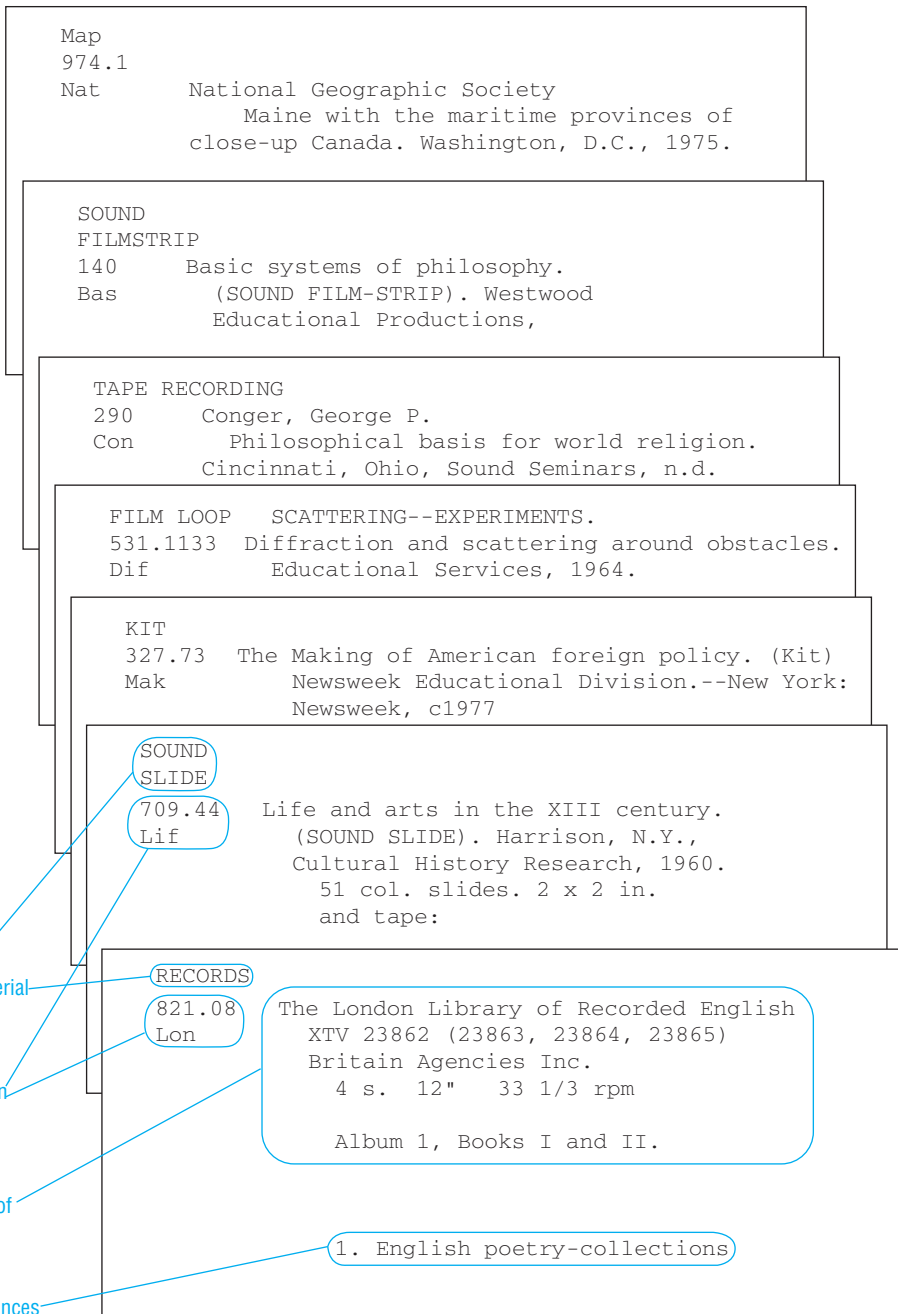 Map
974.1
Nat National Geographic Society
Maine with the maritime provinces of
close-up Canada. Washington, D.C., 1975.
SOUND
FILMSTRIP
140 Basic systems of philosophy.
Bas (SOUND FILM-STRIP). Westwood
Educational Productions,
TAPE RECORDING
290 Conger, George P.
Con Philosophical basis for world religion.
Cincinnati, Ohio, Sound Seminars, n.d.
FILM LOOP SCATTERING--EXPERIMENTS.
531.1133 Diffraction and scattering around obstacles.
Dif Educational Services, 1964.
KIT
327.73 The Making of American foreign policy. (Kit)
Mak Newsweek Educational Division.--New York:
Newsweek, c1977
SOUND
SLIDE
709.44 Life and arts in the XIII century.
Lif (SOUND SLIDE). Harrison, N.Y.,
Cultural History Research, 1960.
51 col. slides. 2 x 2 in.
and tape:
RECORDS
821.08 The London Library of Recorded English
Lon XTV 23862 (23863, 23864, 23865)
Britain Agencies Inc.
4 s. 12" 33 1/3 rpm
Album 1, Books I and II.
of
1. English poetry-collections